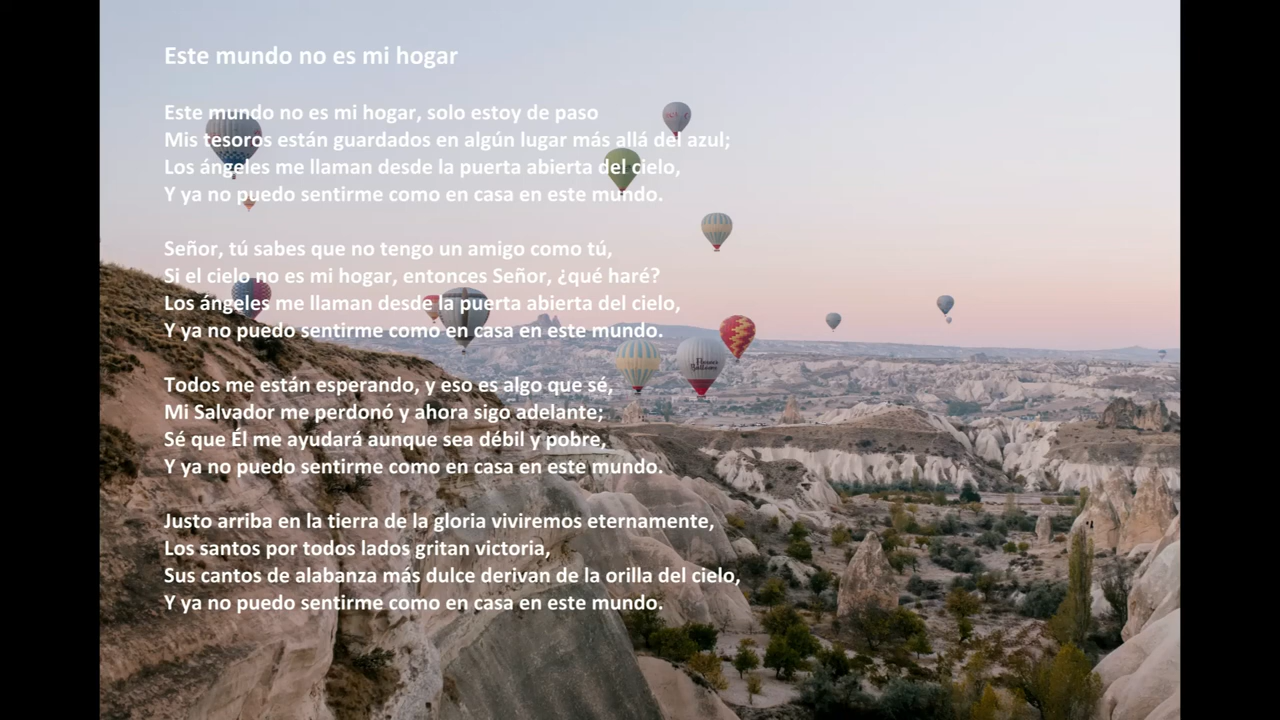 Este mundo no es mi hogar
Este mundo no es mi hogar, solo estoy de paso
Mis tesoros están guardados en algún lugar más allá del azul;
Los ángeles me llaman desde la puerta abierta del cielo,
Y ya no puedo sentirme como en casa en este mundo.
Señor, tú sabes que no tengo un amigo como tú,
Si el cielo no es mi hogar, entonces Señor, ¿qué haré?
Los ángeles me llaman desde la puerta abierta del cielo,
Y ya no puedo sentirme como en casa en este mundo.
Todos me están esperando, y eso es algo que sé,
Mi Salvador me perdonó y ahora sigo adelante;
Sé que Él me ayudará aunque sea débil y pobre,
Y ya no puedo sentirme como en casa en este mundo.
Justo arriba en la tierra de la gloria viviremos eternamente,
Los santos por todos lados gritan victoria,
Sus cantos de alabanza más dulce derivan de la orilla del cielo,
Y ya no puedo sentirme como en casa en este mundo.